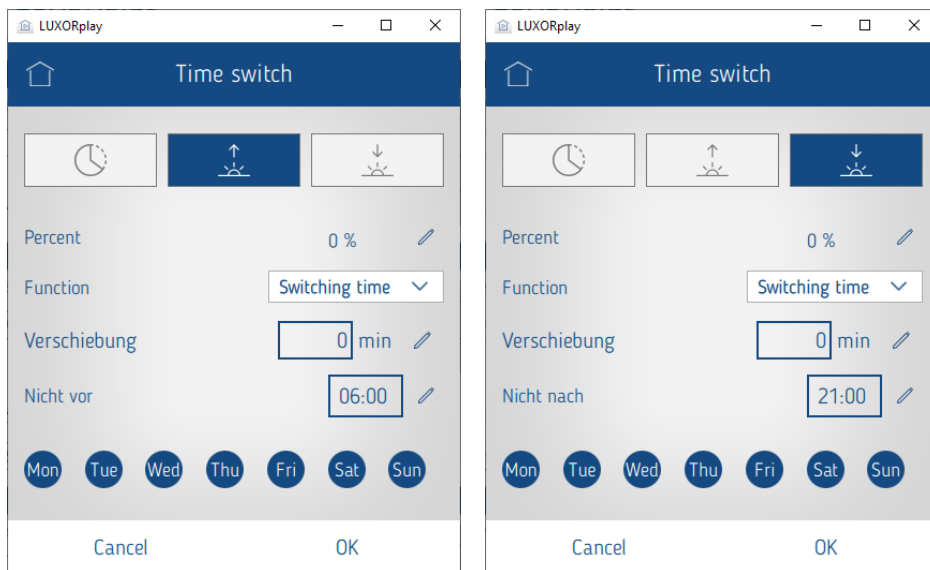 LUXORplay
Time switch
Percent 0 %
Function Switching time
Verschiebung 0 min
Nicht vor 06:00
Mon Tue Wed Thu Fri Sat Sun
Cancel OK
LUXORplay
Time switch
Percent 0 %
Function Switching time
Verschiebung 0 min
Nicht nach 21:00
Mon Tue Wed Thu Fri Sat Sun
Cancel OK